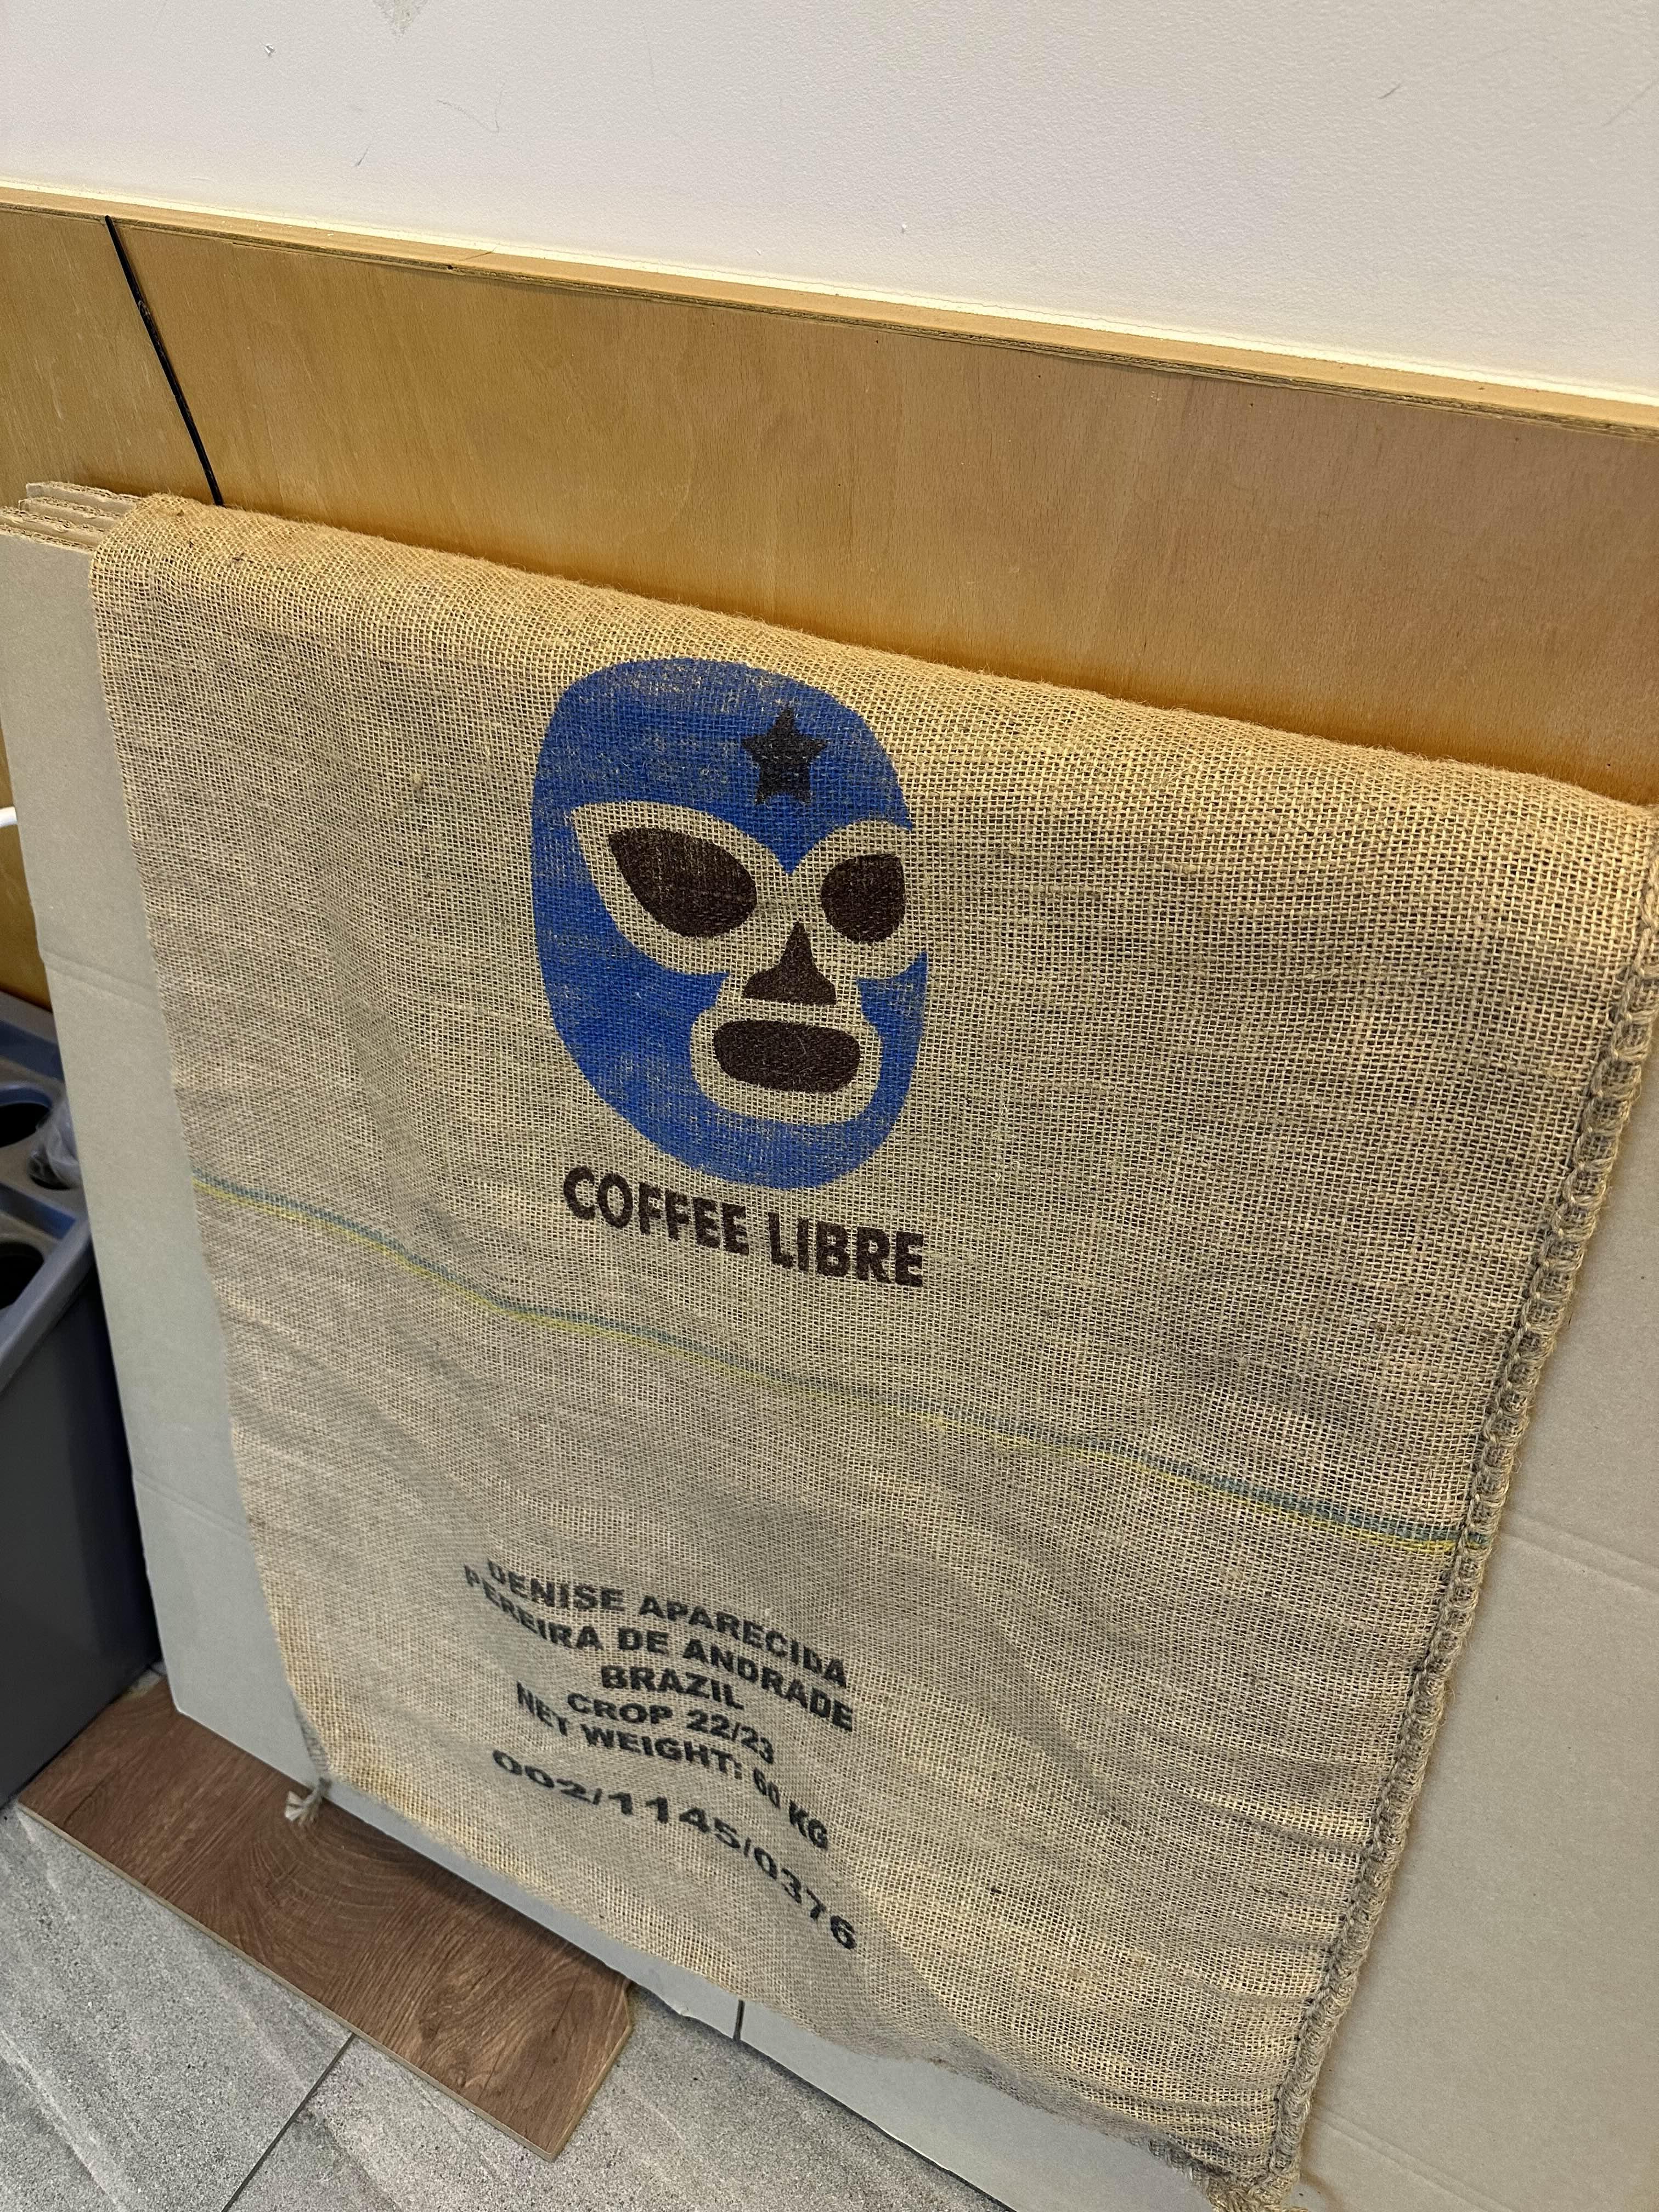 COFFEE LIBRE
DENISE APARECIDA
PEREIRA DE ANDRADE
BRAZIL
CROP 22/23
NET WEIGHT: 60 KG
002/1145/0376